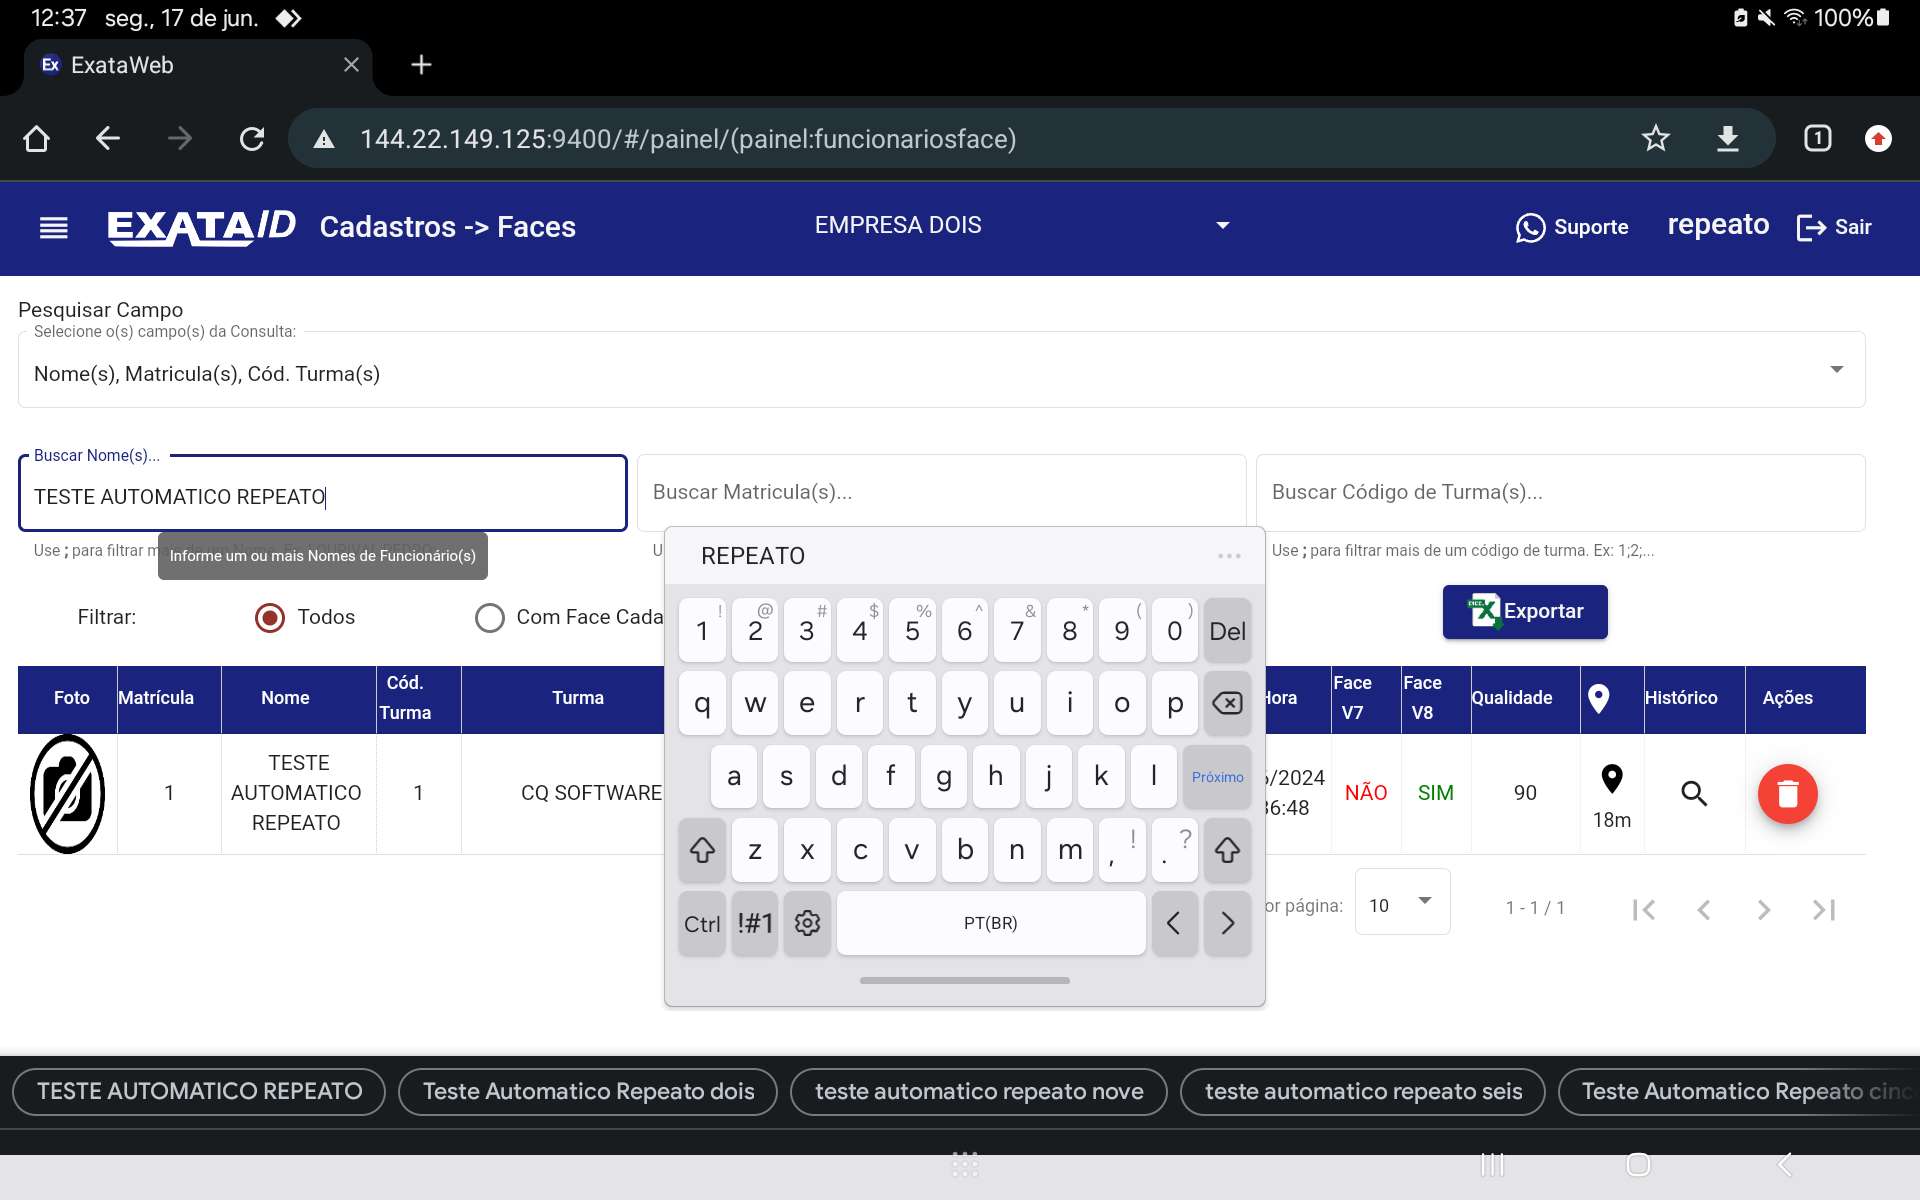 12:37 seg., 17 de jun. 100%
Ex ExataWeb
144.22.149.125:9400/#/painel/(painel:funcionariosface) 1
EXATA/ID Cadastros -> Faces EMPRESA DOIS Suporte repeato Sair
Pesquisar Campo
Selecione o(s) campo(s) da Consulta:
Nome(s), Matricula(s), Cód. Turma(s)
Buscar Nome(s)...
TESTE AUTOMATICO REPEATO Buscar Matricula(s)... Buscar Código de Turma(s)...
Use ; para filtrar U Use ; para filtrar mais de um código de turma. Ex: 1;2;...
Informe um ou mais Nomes de Funcionário(s)
REPEATO
Filtrar: Todos Com Face Cada Exportar
! @ # $ % ^ & * ( )
1 2 3 4 5 6 7 8 9 0 Del
Foto Matrícula Nome Cód. Turma Turma Hora Face V7 Face V8 Qualidade Histórico Ações
q w e r t y u i o p
1 TESTE AUTOMATICO REPEATO 1 CQ SOFTWARE 6/2024 36:48 NÃO SIM 90 18m
a s d f g h j k l Próximo
z x c v b n m , ! . ?
Ctrl !#1 PT(BR) < >
or página: 10 1 - 1 / 1
TESTE AUTOMATICO REPEATO Teste Automatico Repeato dois teste automatico repeato nove teste automatico repeato seis Teste Automatico Repeato cinc